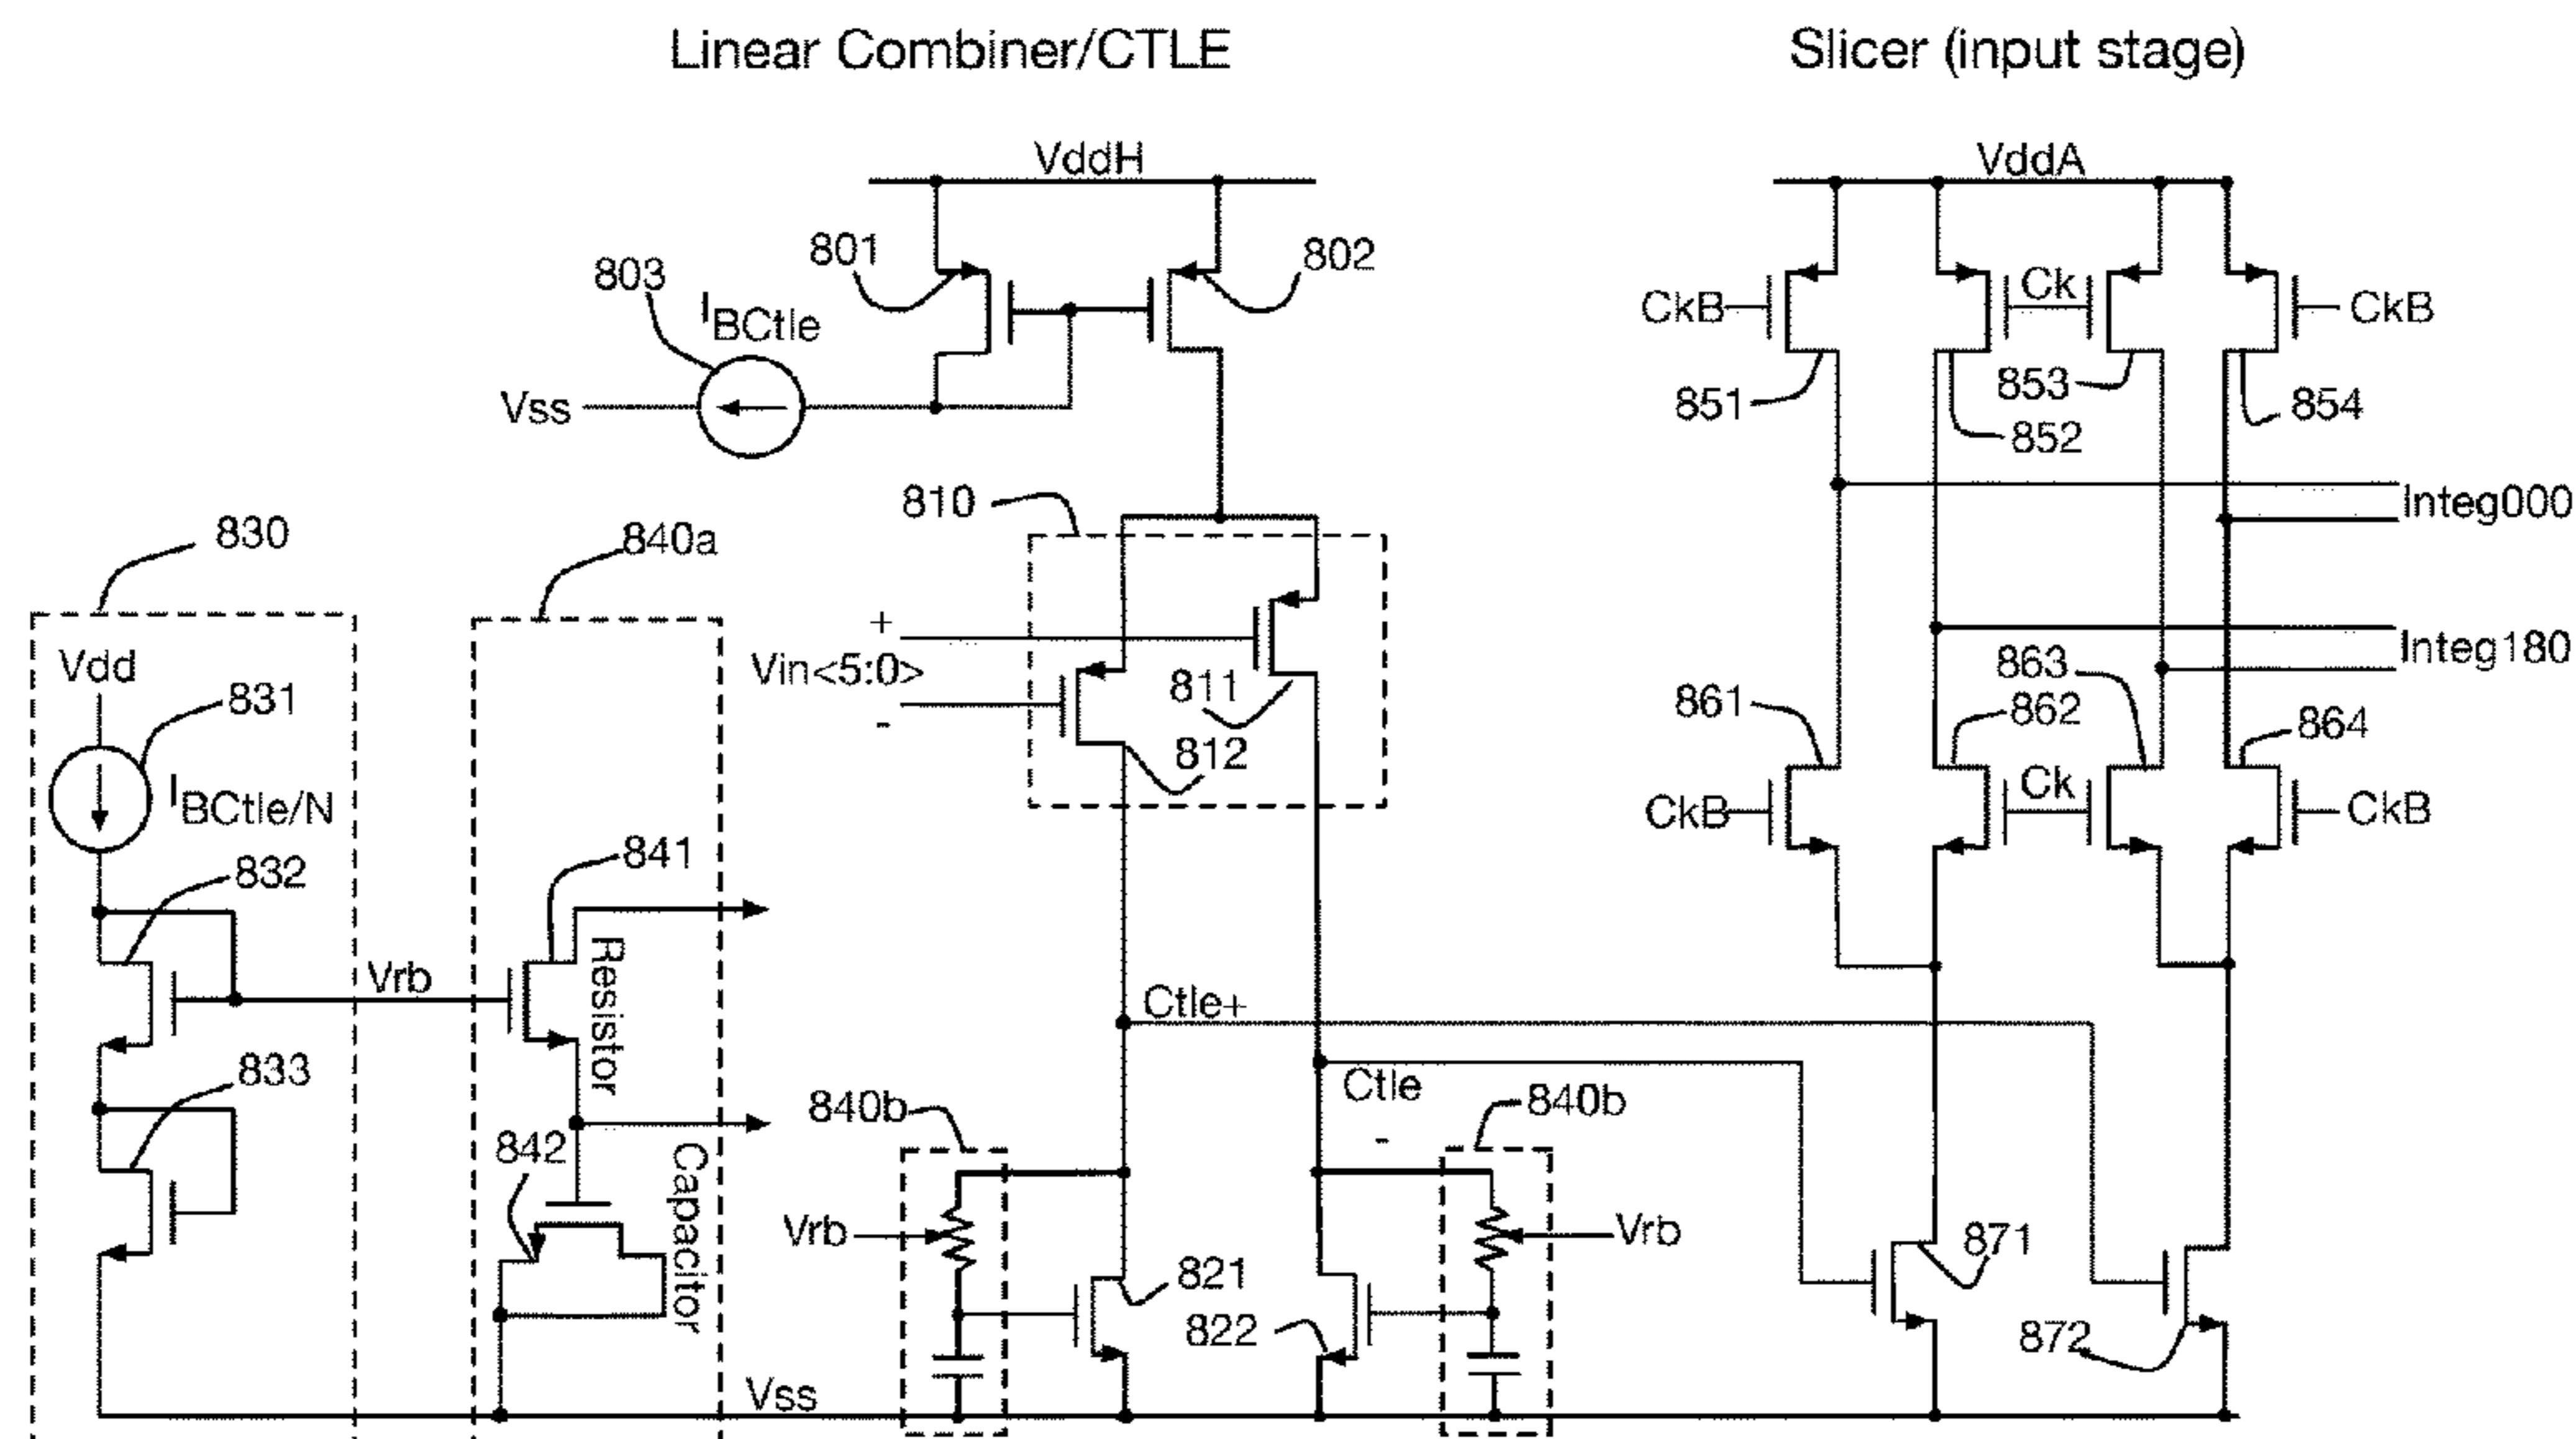 Linear Combiner/CTLE
Slicer (input stage)
VddH
VddA
801
802
803
IBCtle
Vss
CkB
Ck
CkB
851
852
853
854
810
Integ000
Integ180
830
840a
Vdd
831
IBCtle/N
832
833
Vrb
841
Resistor
842
Capacitor
+
Vin<5:0>
-
811
812
861
862
863
864
CkB
Ck
CkB
Ctle+
Ctle
-
840b
840b
Vrb
Vrb
821
822
871
872
Vss